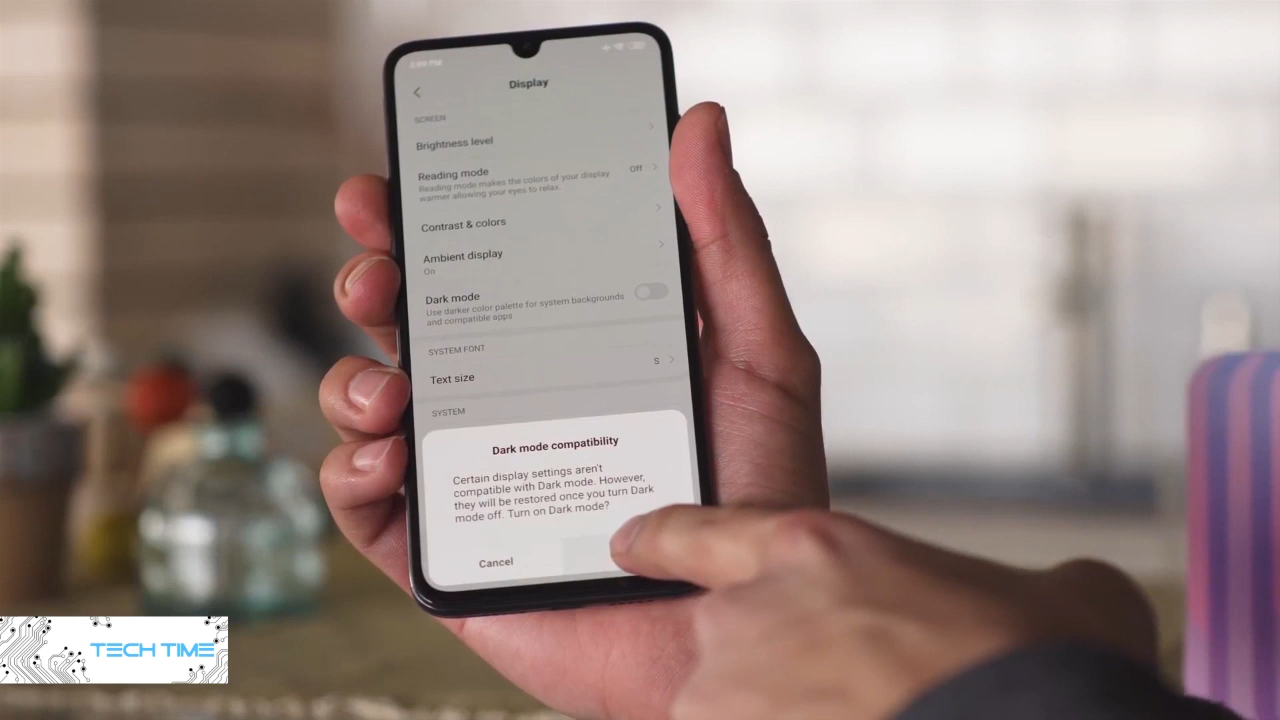 Display
SCREEN
Brightness level
Reading mode
Off
Reading mode makes the colors of your display
warmer allowing your eyes to relax.
Contrast & colors
Ambient display
On
Dark mode
Use darker color palette for system backgrounds
and compatible apps
SYSTEM FONT
Text size
S
SYSTEM
Dark mode compatibility
Certain display settings aren't
compatible with Dark mode. However,
they will be restored once you turn Dark
mode off. Turn on Dark mode?
Cancel
TECH TIME